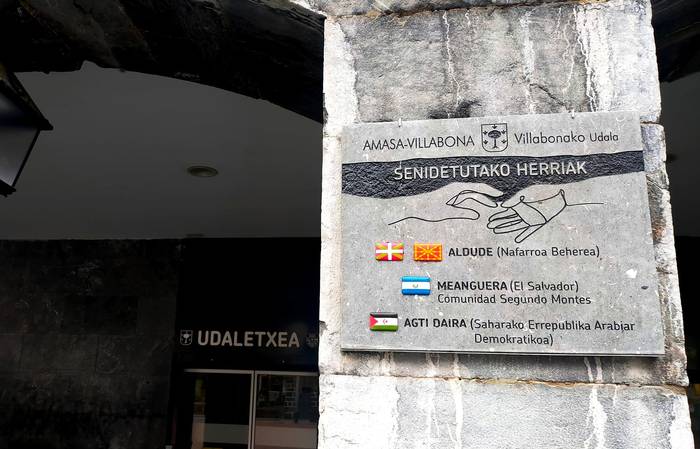 AMASA-VILLABONA Villabonako Udala
SENIDETUTAKO HERRIAK
ALDUDE (Nafarroa Beherea)
MEANGUERA (El Salvador)
Comunidad Segundo Montes
AGTI DAIRA (Saharako Errepublika Arabiar
Demokratikoa)
UDALETXEA